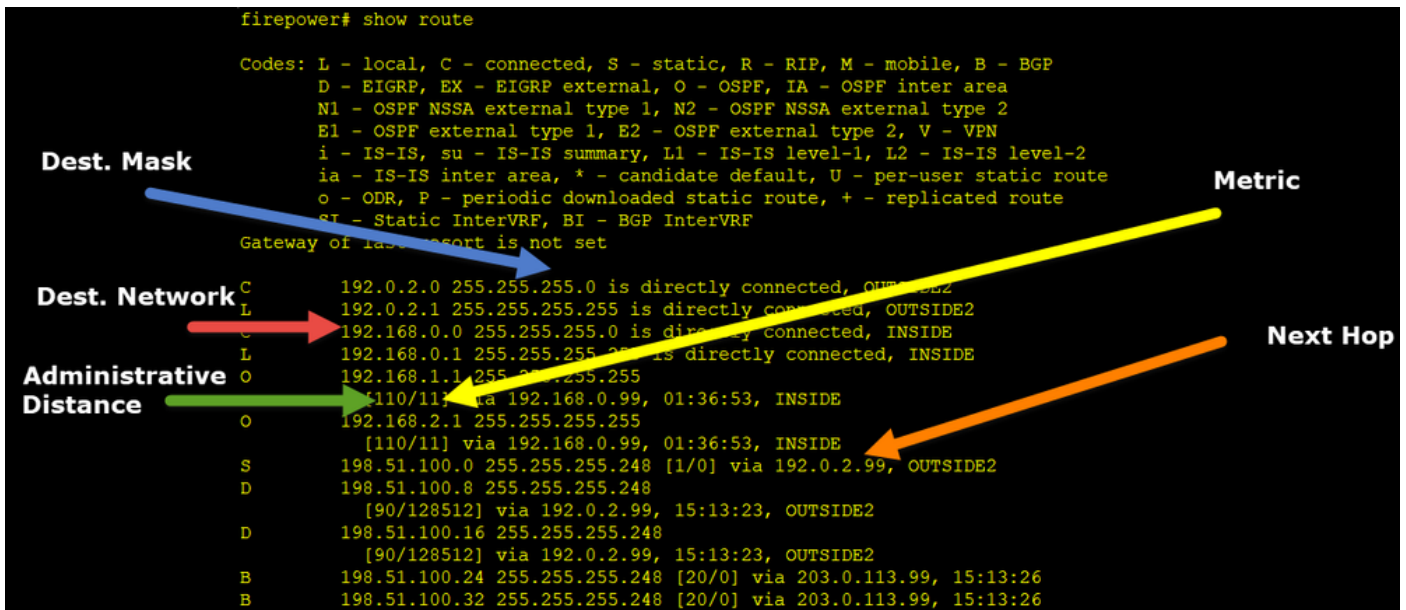 firepower# show route
Codes: L - local, C - connected, S - static, R - RIP, M - mobile, B - BGP
D - EIGRP, EX - EIGRP external, O - OSPF, IA - OSPF inter area
N1 - OSPF NSSA external type 1, N2 - OSPF NSSA external type 2
E1 - OSPF external type 1, E2 - OSPF external type 2, V - VPN
i - IS-IS, su - IS-IS summary, L1 - IS-IS level-1, L2 - IS-IS level-2
ia - IS-IS inter area, * - candidate default, U - per-user static route
o - ODR, P - periodic downloaded static route, + - replicated route
SI - Static InterVRF, BI - BGP InterVRF
Gateway of last resort is not set
C 192.0.2.0 255.255.255.0 is directly connected, OUTSIDE2
L 192.0.2.1 255.255.255.255 is directly connected, OUTSIDE2
C 192.168.0.0 255.255.255.0 is directly connected, INSIDE
L 192.168.0.1 255.255.255.255 is directly connected, INSIDE
O 192.168.1.1 255.255.255.255
[110/11] via 192.168.0.99, 01:36:53, INSIDE
O 192.168.2.1 255.255.255.255
[110/11] via 192.168.0.99, 01:36:53, INSIDE
S 198.51.100.0 255.255.255.248 [1/0] via 192.0.2.99, OUTSIDE2
D 198.51.100.8 255.255.255.248
[90/128512] via 192.0.2.99, 15:13:23, OUTSIDE2
D 198.51.100.16 255.255.255.248
[90/128512] via 192.0.2.99, 15:13:23, OUTSIDE2
B 198.51.100.24 255.255.255.248 [20/0] via 203.0.113.99, 15:13:26
B 198.51.100.32 255.255.255.248 [20/0] via 203.0.113.99, 15:13:26
Dest. Mask
Dest. Network
Administrative
Distance
Metric
Next Hop